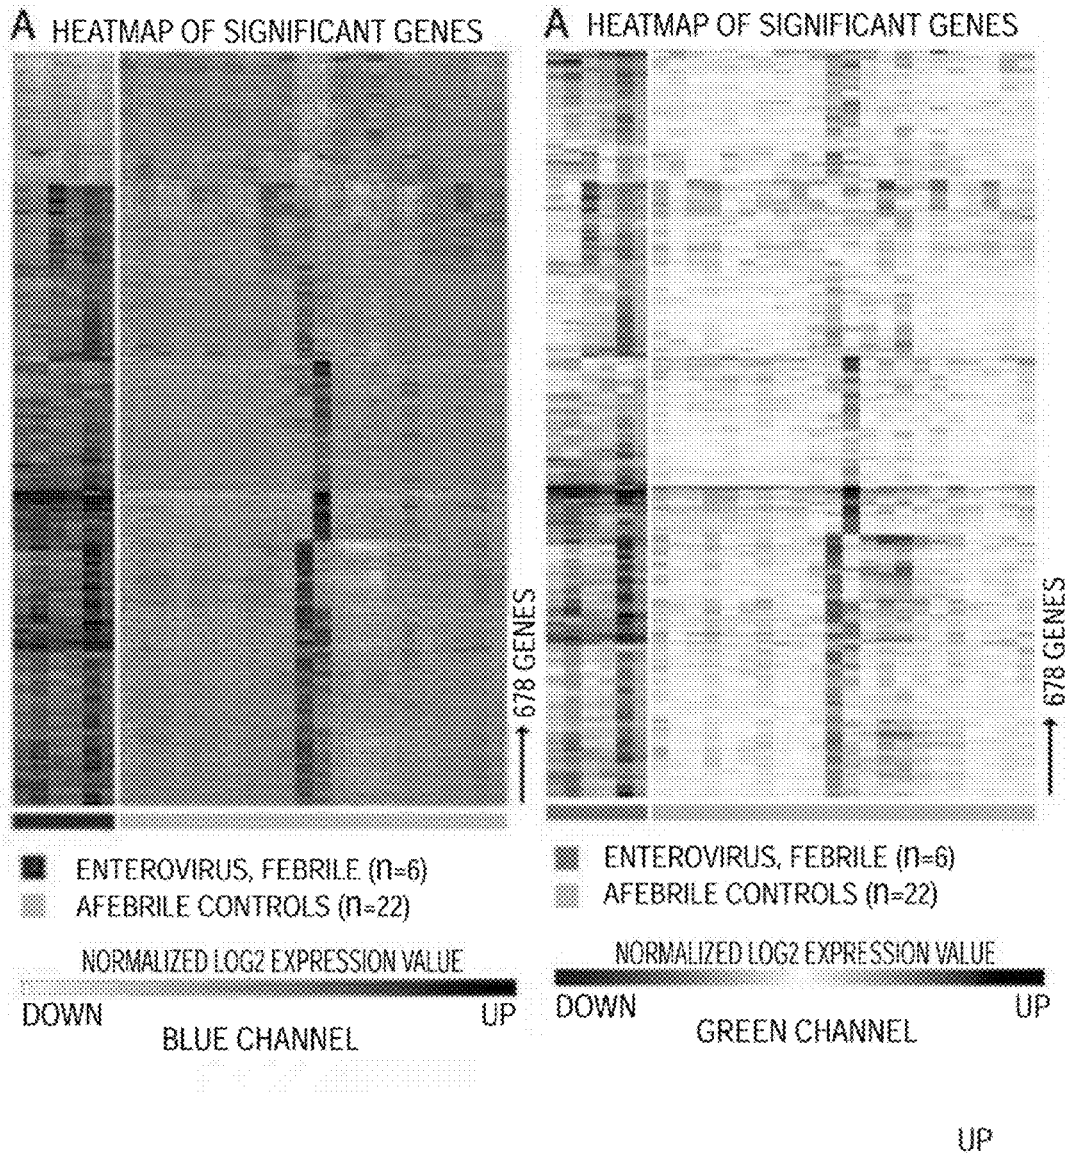 A HEATMAP OF SIGNIFICANT GENES
678 GENES
ENTEROVIRUS, FEBRILE (n=6)
AFEBRILE CONTROLS (n=22)
NORMALIZED LOG2 EXPRESSION VALUE
DOWN
UP
BLUE CHANNEL
A HEATMAP OF SIGNIFICANT GENES
678 GENES
ENTEROVIRUS, FEBRILE (n=6)
AFEBRILE CONTROLS (n=22)
NORMALIZED LOG2 EXPRESSION VALUE
DOWN
UP
GREEN CHANNEL
UP